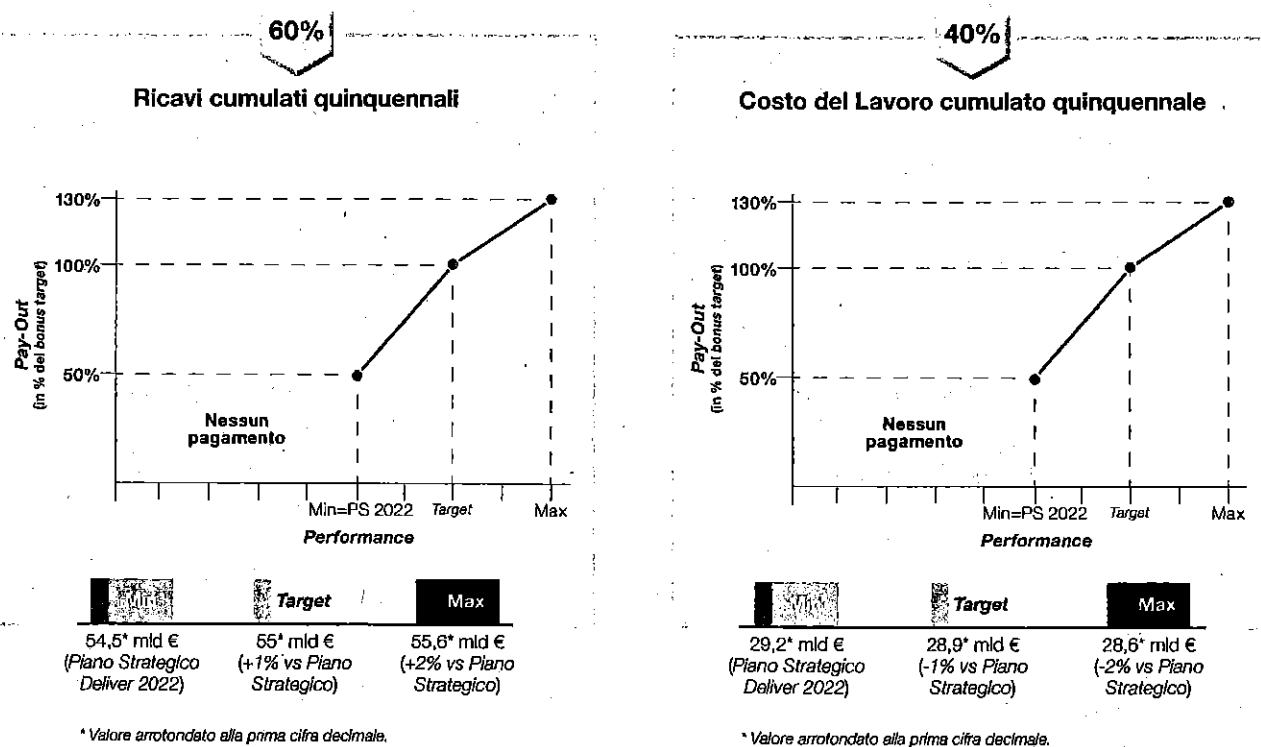 60%
Ricavi cumulati quinquennali
130%
100%
50%
Pay-Out
(in % del bonus target)
Nessun
pagamento
Min=PS 2022 Target Max
Performance
Min Target Max
54,5* mld € 55* mld € 55,6* mld €
(Piano Strategico (+1% vs Piano (+2% vs Piano
Deliver 2022) Strategico) Strategico)
* Valore arrotondato alla prima cifra decimale.
40%
Costo del Lavoro cumulato quinquennale
130%
100%
50%
Pay-Out
(in % del bonus target)
Nessun
pagamento
Min=PS 2022 Target Max
Performance
Min Target Max
29,2* mld € 28,9* mld € 28,6* mld €
(Piano Strategico (-1% vs Piano (-2% vs Piano
Deliver 2022) Strategico) Strategico)
* Valore arrotondato alla prima cifra decimale.